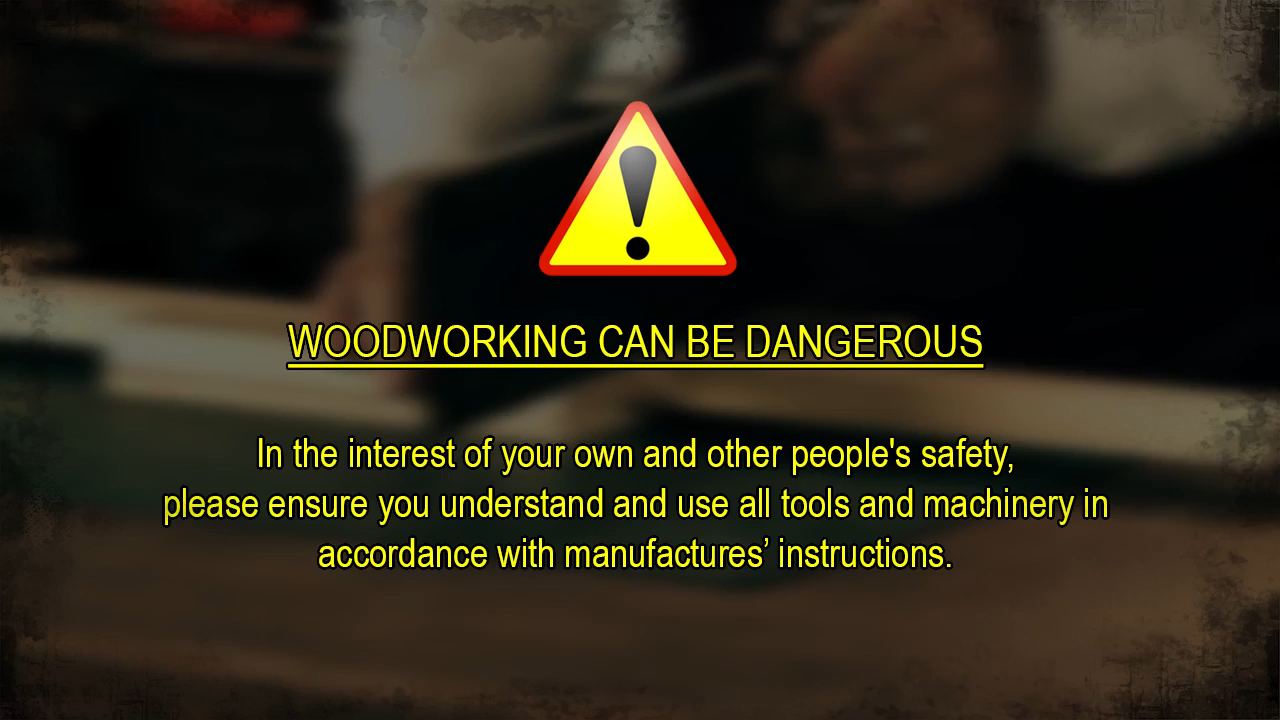 WOODWORKING CAN BE DANGEROUS
In the interest of your own and other people's safety,
please ensure you understand and use all tools and machinery in
accordance with manufactures’ instructions.